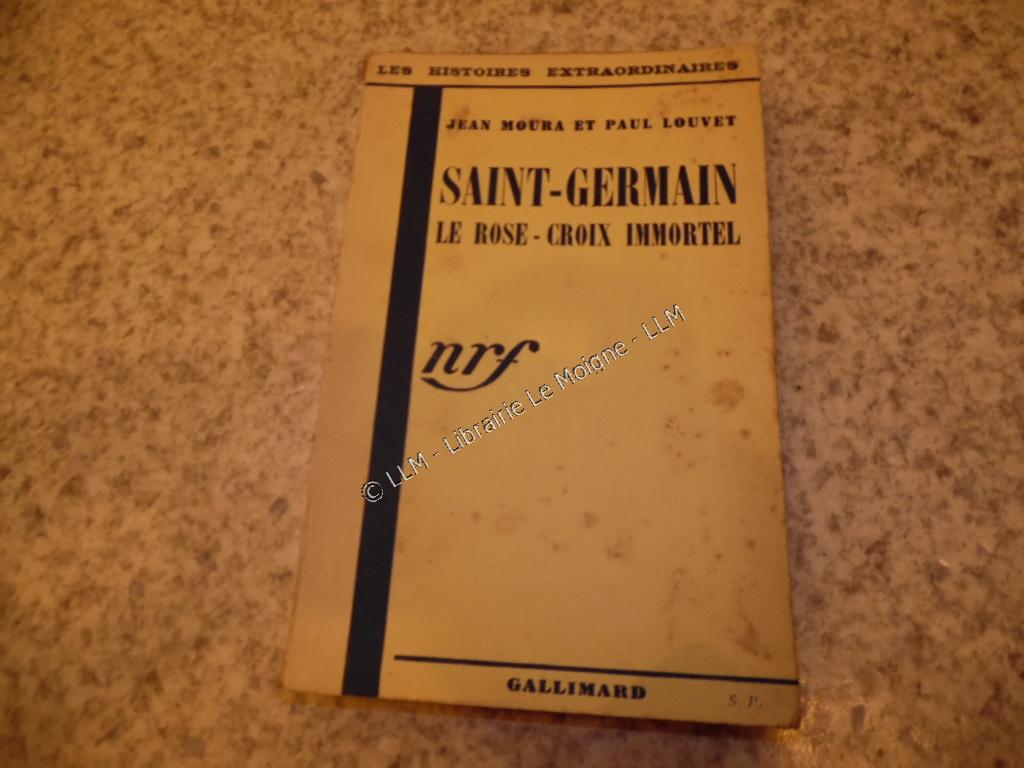 LES HISTOIRES EXTRAORDINAIRES
JEAN MOURA ET PAUL LOUVET
SAINT-GERMAIN
LE ROSE-CROIX IMMORTEL
nrf
© LLM - Librairie Le Moigne - LLM
GALLIMARD
S. P.